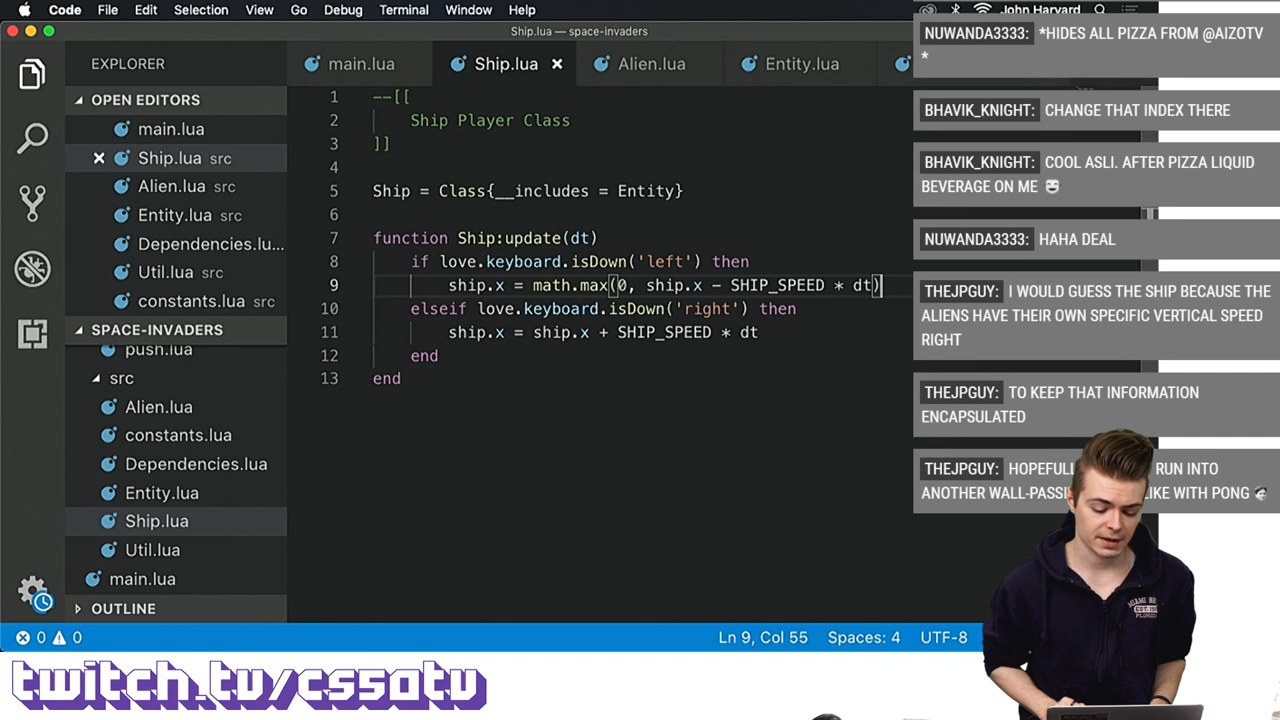 Code File Edit Selection View Go Debug Terminal Window Help John Harvard
Ship.lua — space-invaders
EXPLORER
OPEN EDITORS
main.lua
Ship.lua src
Alien.lua src
Entity.lua src
Dependencies.lu...
Util.lua src
constants.lua src
SPACE-INVADERS
push.lua
src
Alien.lua
constants.lua
Dependencies.lua
Entity.lua
Ship.lua
Util.lua
main.lua
OUTLINE
main.lua Ship.lua Alien.lua Entity.lua
1 --[[
2 Ship Player Class
3 ]]
4
5 Ship = Class{__includes = Entity}
6
7 function Ship:update(dt)
8 if love.keyboard.isDown('left') then
9 ship.x = math.max(0, ship.x - SHIP_SPEED * dt)
10 elseif love.keyboard.isDown('right') then
11 ship.x = ship.x + SHIP_SPEED * dt
12 end
13 end
NUWANDA3333: *HIDES ALL PIZZA FROM @AIZOTV
*
BHAVIK_KNIGHT: CHANGE THAT INDEX THERE
BHAVIK_KNIGHT: COOL ASLI. AFTER PIZZA LIQUID
BEVERAGE ON ME
NUWANDA3333: HAHA DEAL
THEJPGUY: I WOULD GUESS THE SHIP BECAUSE THE
ALIENS HAVE THEIR OWN SPECIFIC VERTICAL SPEED
RIGHT
THEJPGUY: TO KEEP THAT INFORMATION
ENCAPSULATED
THEJPGUY: RUN INTO
ANOTHER LIKE WITH PONG
0 0 Ln 9, Col 55 Spaces: 4 UTF-8
twitch.tv/cs50tv